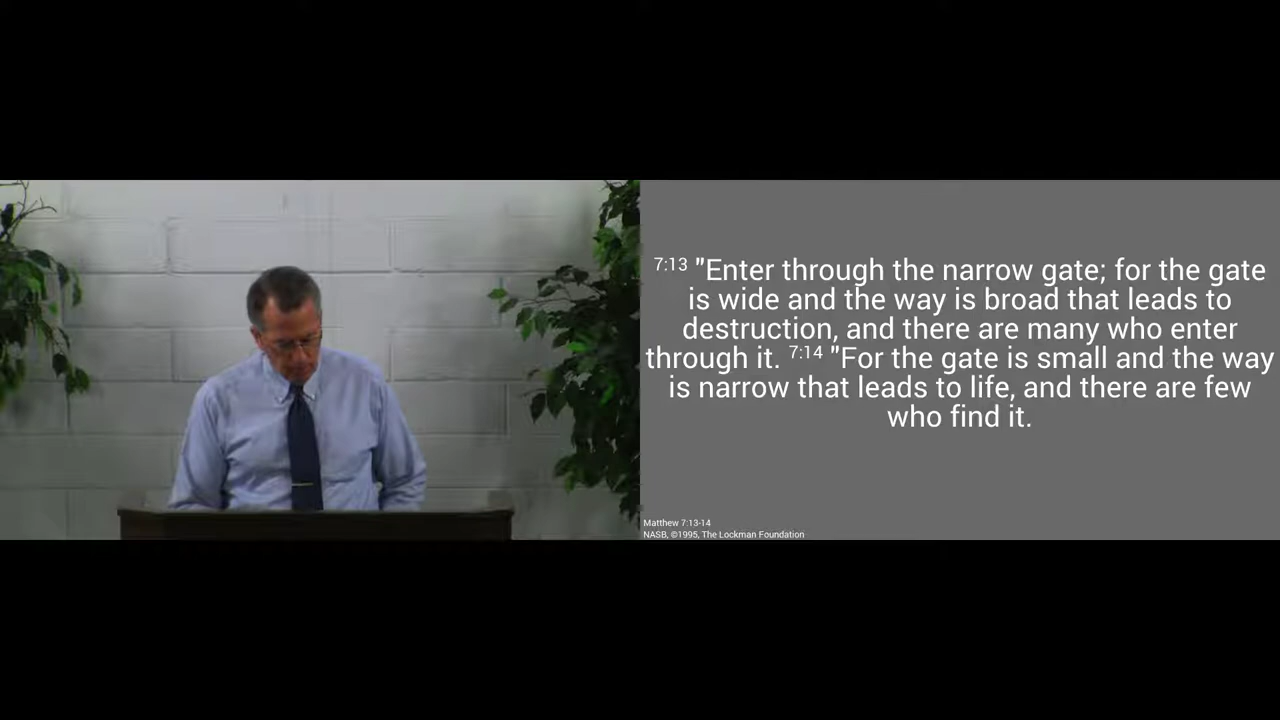 7:13 "Enter through the narrow gate; for the gate
is wide and the way is broad that leads to
destruction, and there are many who enter
through it. 7:14 "For the gate is small and the way
is narrow that leads to life, and there are few
who find it.
Matthew 7:13-14
NASB, ©1995, The Lockman Foundation